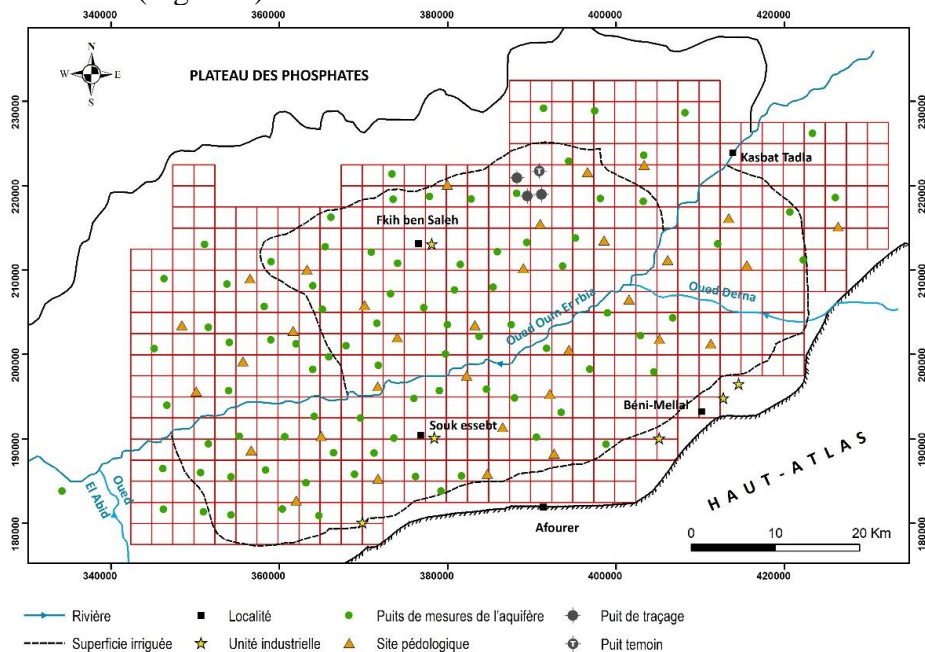 340000 360000 380000 400000 420000
N
W E
S
PLATEAU DES PHOSPHATES
230000 230000
Kasbat Tadla
220000 220000
T
Fkih ben Saleh
210000 210000
Oued Derna
Oued Oum Er rbia
200000 200000
Béni-Mellal
Souk essebt
190000 190000
HAUT-ATLAS
Oued
El Abid
Afourer
180000 180000
0 10 20 Km
340000 360000 380000 400000 420000
Rivière Localité Puits de mesures de l'aquifère Puit de traçage
Superficie irriguée Unité industrielle Site pédologique T Puit temoin